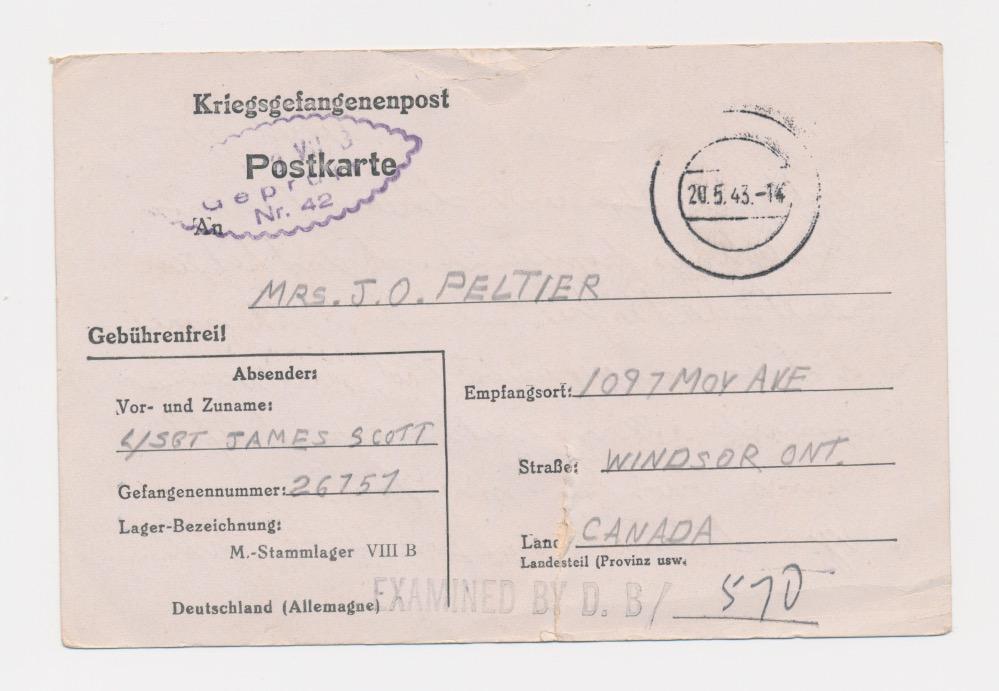 Kriegsgefangenenpost
VIII B
Postkarte
Geprüft
Nr. 42
20.5.43.-14
An
MRS. J.O. PELTIER
Gebührenfrei!
Absender:
Vor- und Zuname:
L/SGT JAMES SCOTT
Gefangenennummer: 26757
Lager-Bezeichnung:
M.-Stammlager VIII B
Deutschland (Allemagne)
Empfangsort: 1097 MOY AVE
Straße: WINDSOR ONT.
Land CANADA
Landesteil (Provinz usw.
EXAMINED BY D. B/ 570